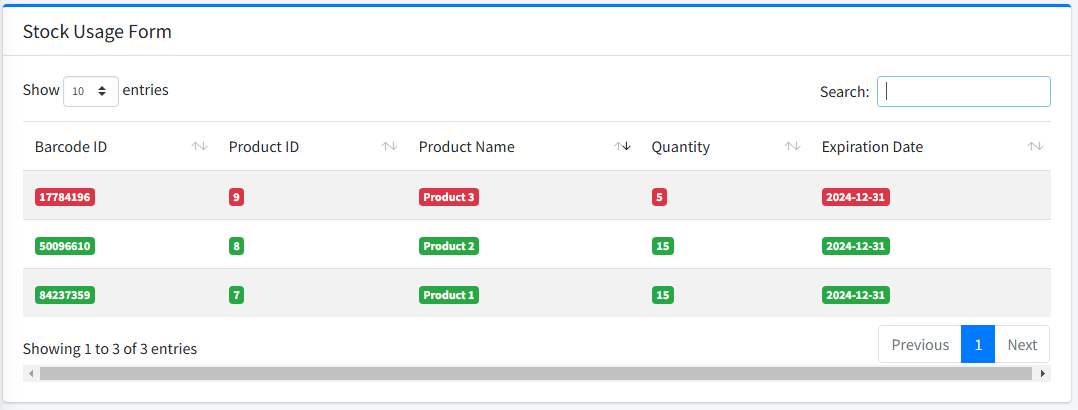 Stock Usage Form
Show 10 entries Search:
Barcode ID Product ID Product Name Quantity Expiration Date
17784196 9 Product 3 5 2024-12-31
50096610 8 Product 2 15 2024-12-31
84237359 7 Product 1 15 2024-12-31
Showing 1 to 3 of 3 entries Previous 1 Next